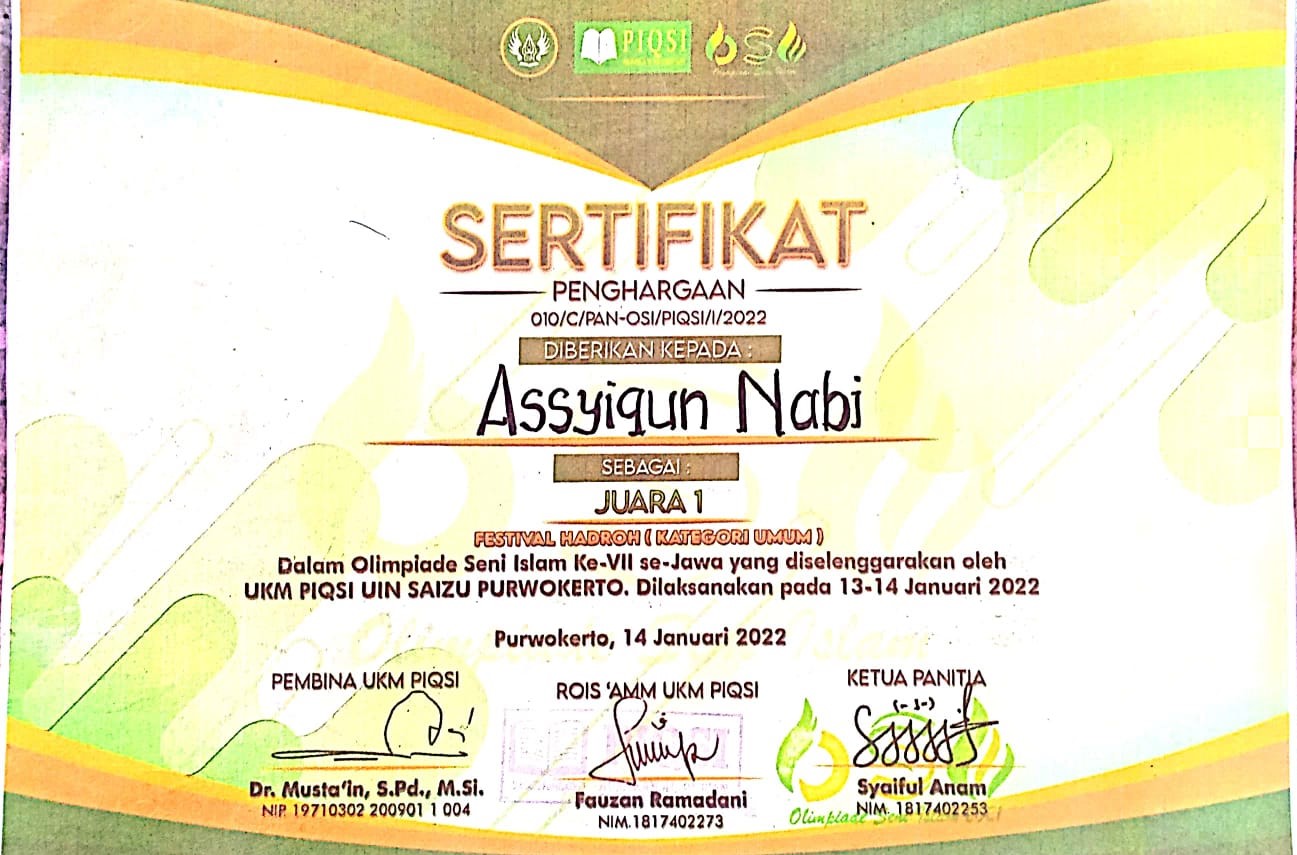 PIQSI
OSI
SERTIFIKAT
PENGHARGAAN
010/C/PAN-OSI/PIQSI/I/2022
DIBERIKAN KEPADA :
Assyiqun Nabi
SEBAGAI :
JUARA 1
FESTIVAL HADROH ( KATEGORI UMUM )
Dalam Olimpiade Seni Islam Ke-VII se-Jawa yang diselenggarakan oleh
UKM PIQSI UIN SAIZU PURWOKERTO. Dilaksanakan pada 13-14 Januari 2022
Purwokerto, 14 Januari 2022
PEMBINA UKM PIQSI
ROIS 'AMM UKM PIQSI
KETUA PANITIA
Dr. Musta'in, S.Pd., M.Si.
NIP. 19710302 200901 1 004
Fauzan Ramadani
NIM.1817402273
Syaiful Anam
NIM. 1817402253
Olimpiade Seni